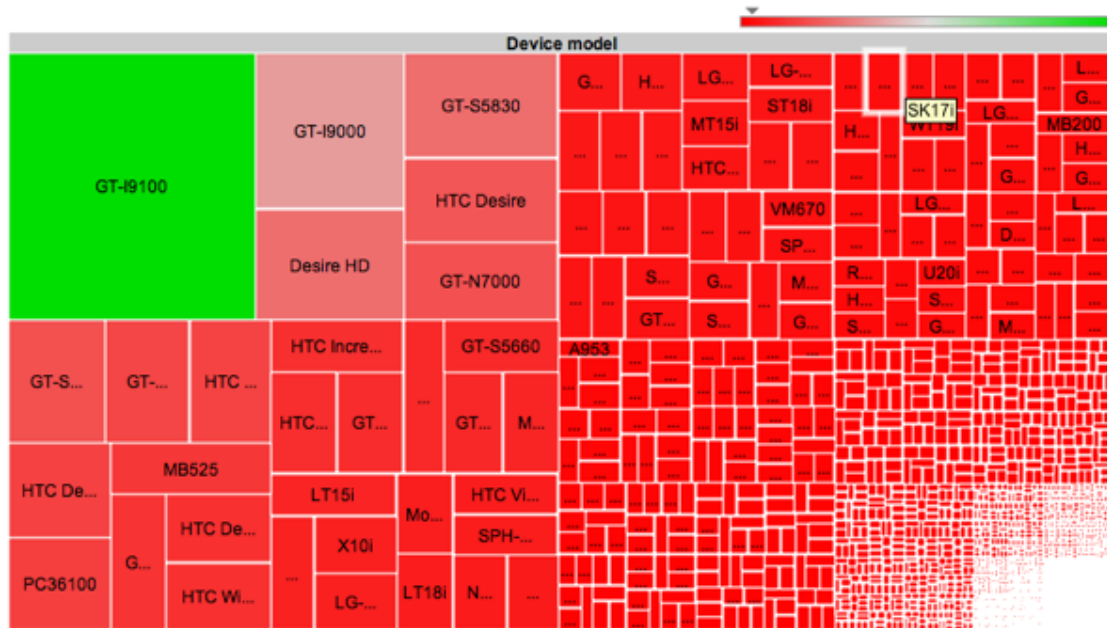 Device model
GT-I9100
GT-I9000
Desire HD
GT-S5830
HTC Desire
GT-N7000
GT-S...
GT-...
HTC ...
HTC De...
PC36100
MB525
G...
HTC De...
HTC Wi...
HTC Incre...
HTC...
GT...
...
GT-S5660
GT...
M...
LT15i
...
X10i
LG-...
Mo...
LT18i
HTC Vi...
SPH-...
N...
...
G...
H...
LG...
LG-...
MT15i
ST18i
HTC...
VM670
SP...
S...
GT...
G...
S...
M...
G...
A953
SK17i
H...
WT19i
LG...
L...
G...
MB200
H...
G...
G...
LG...
L...
D...
R...
H...
S...
U20i
S...
G...
M...